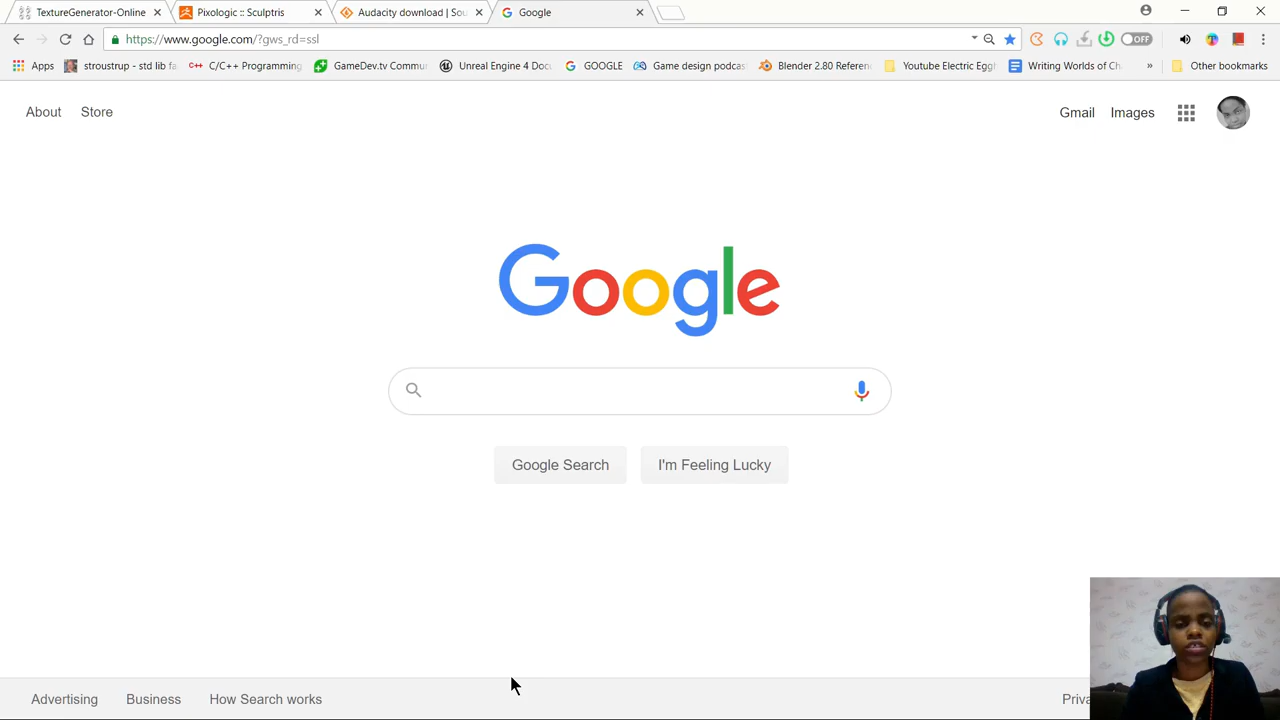 TextureGenerator-Online
Pixologic :: Sculptris
Audacity download | Sou
Google
https://www.google.com/?gws_rd=ssl
OFF
Apps
stroustrup - std lib fa
C/C++ Programming
GameDev.tv Commu
Unreal Engine 4 Doc
GOOGLE
Game design podcas
Blender 2.80 Referen
Youtube Electric Eggl
Writing Worlds of Ch
»
Other bookmarks
About Store
Gmail Images
Google
Google Search
I'm Feeling Lucky
Advertising Business How Search works
Priva